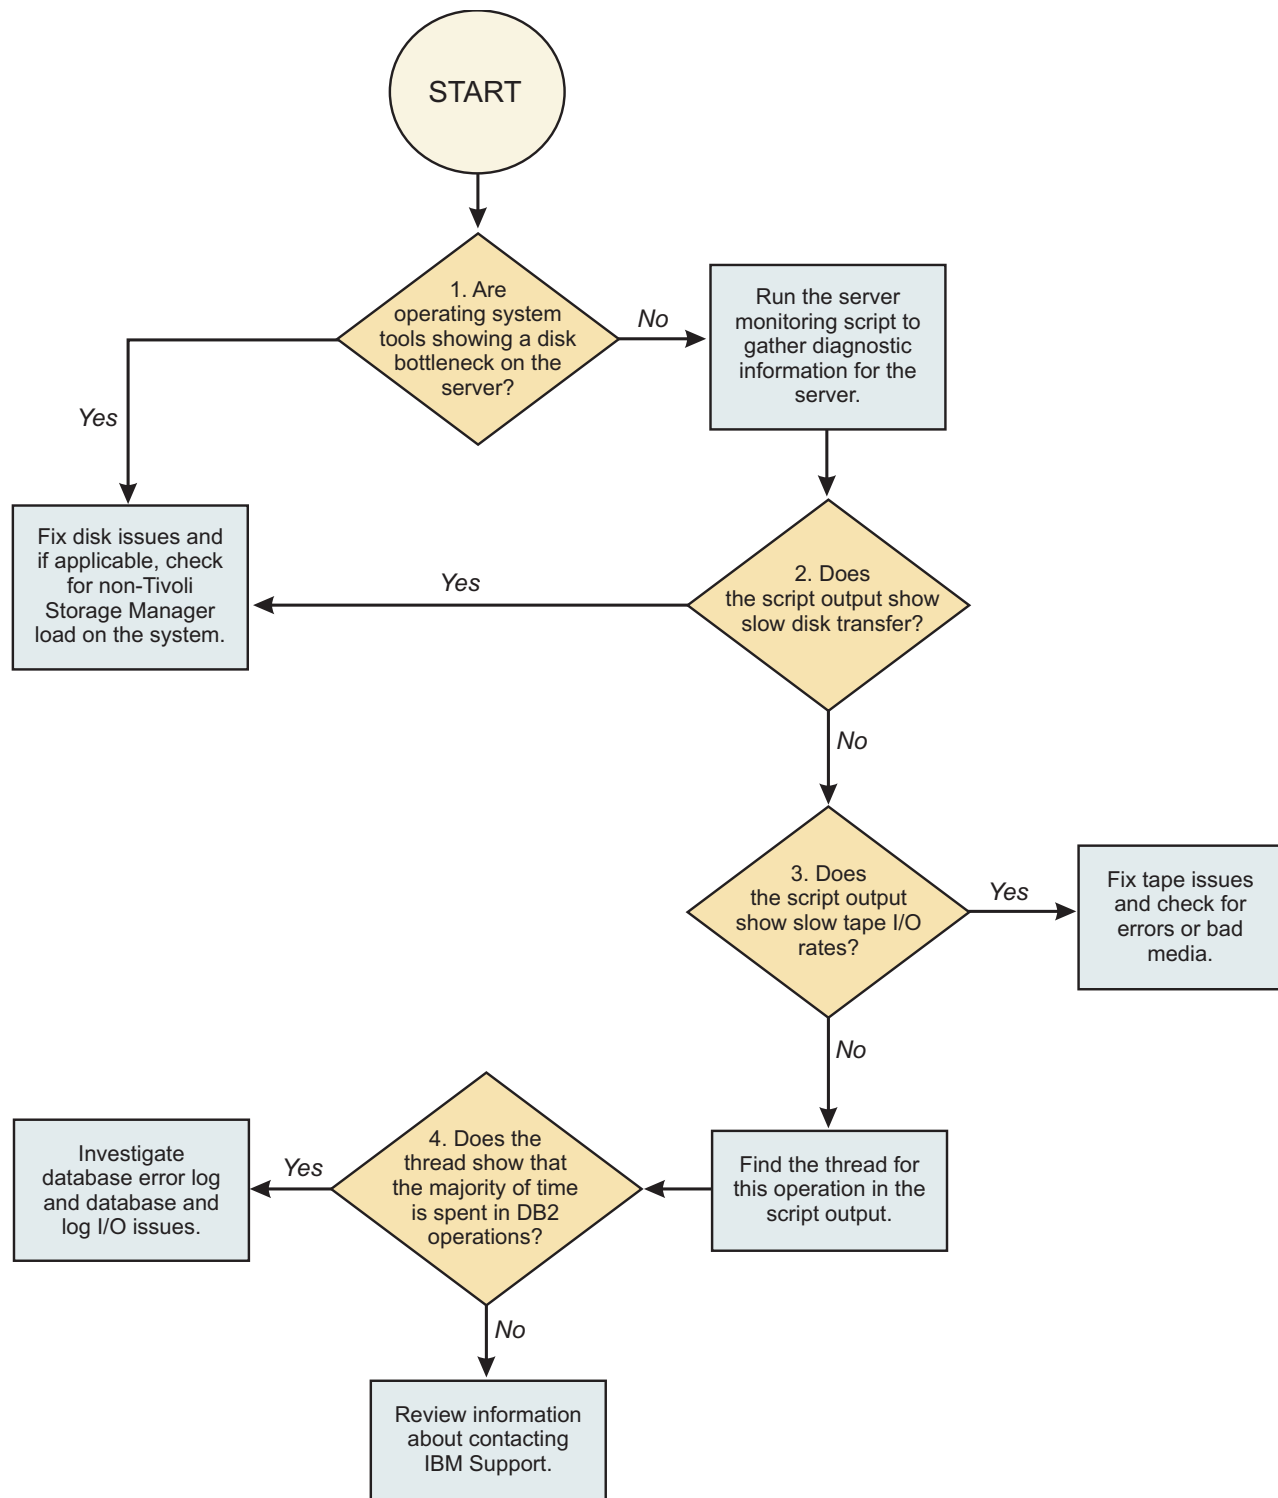 START
1. Are
operating system
tools showing a disk
bottleneck on the
server?
No
Run the server
monitoring script to
gather diagnostic
information for the
server.
Yes
Fix disk issues and
if applicable, check
for non-Tivoli
Storage Manager
load on the system.
Yes
2. Does
the script output show
slow disk transfer?
No
3. Does
the script output
show slow tape I/O
rates?
Yes
Fix tape issues
and check for
errors or bad
media.
No
Find the thread for
this operation in the
script output.
4. Does the
thread show that
the majority of time
is spent in DB2
operations?
Yes
Investigate
database error log
and database and
log I/O issues.
No
Review information
about contacting
IBM Support.